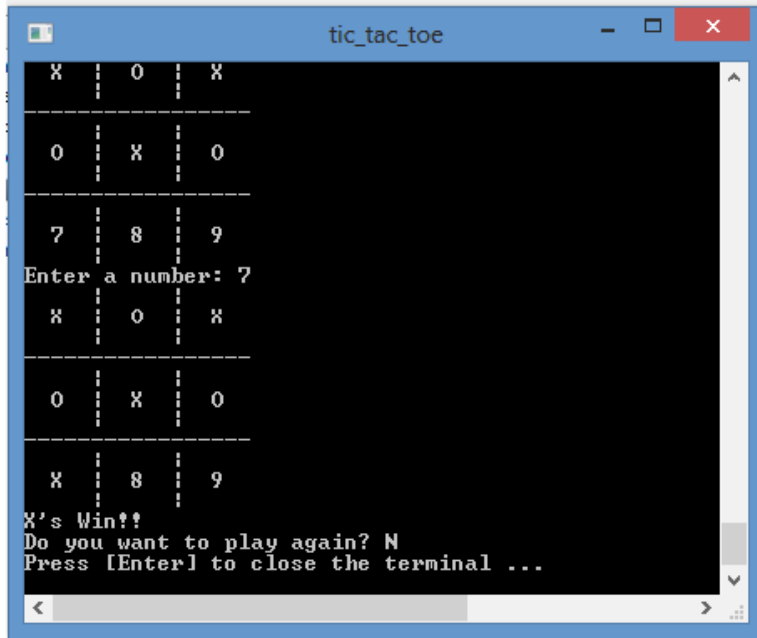 tic_tac_toe
X ¦ O ¦ X
O ¦ X ¦ O
7 ¦ 8 ¦ 9
Enter a number: 7
X ¦ O ¦ X
O ¦ X ¦ O
X ¦ 8 ¦ 9
X's Win!!
Do you want to play again? N
Press [Enter] to close the terminal ...